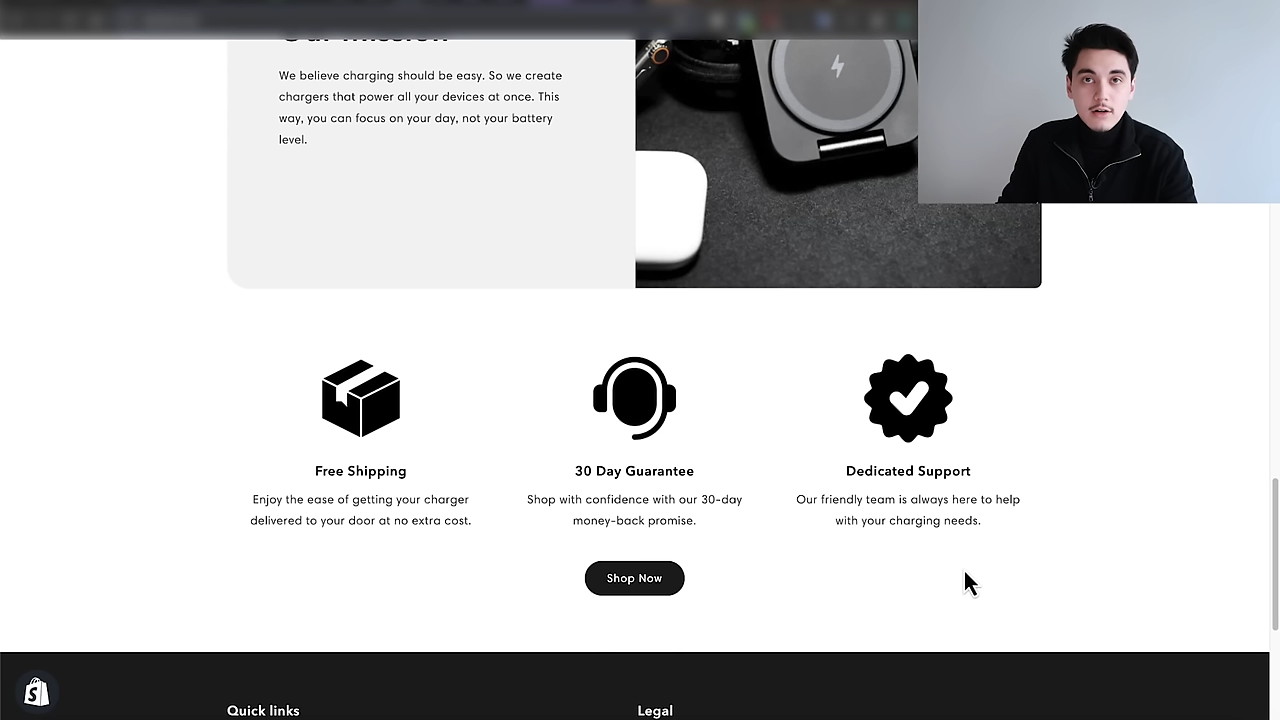 Our mission
We believe charging should be easy. So we create
chargers that power all your devices at once. This
way, you can focus on your day, not your battery
level.
Free Shipping
Enjoy the ease of getting your charger
delivered to your door at no extra cost.
30 Day Guarantee
Shop with confidence with our 30-day
money-back promise.
Dedicated Support
Our friendly team is always here to help
with your charging needs.
Shop Now
Quick links
Legal